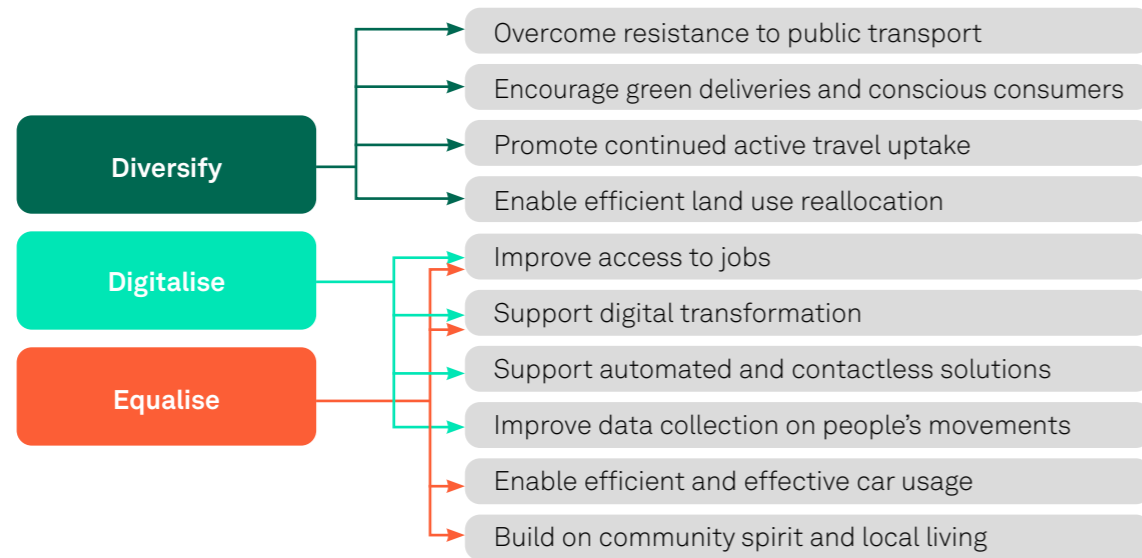 Diversify
Digitalise
Equalise
Overcome resistance to public transport
Encourage green deliveries and conscious consumers
Promote continued active travel uptake
Enable efficient land use reallocation
Improve access to jobs
Support digital transformation
Support automated and contactless solutions
Improve data collection on people’s movements
Enable efficient and effective car usage
Build on community spirit and local living